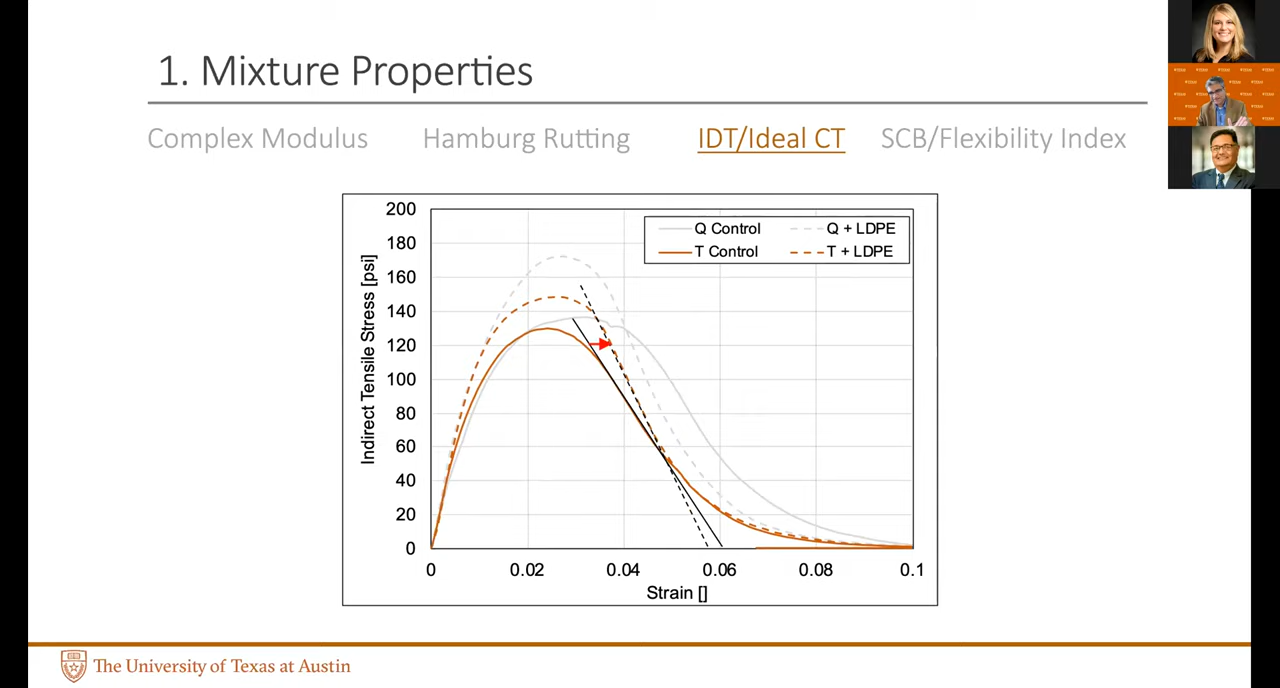 1. Mixture Properties
Complex Modulus Hamburg Rutting IDT/Ideal CT SCB/Flexibility Index
Q Control Q + LDPE
T Control T + LDPE
Indirect Tensile Stress [psi]
200
180
160
140
120
100
80
60
40
20
0
0 0.02 0.04 0.06 0.08 0.1
Strain []
The University of Texas at Austin